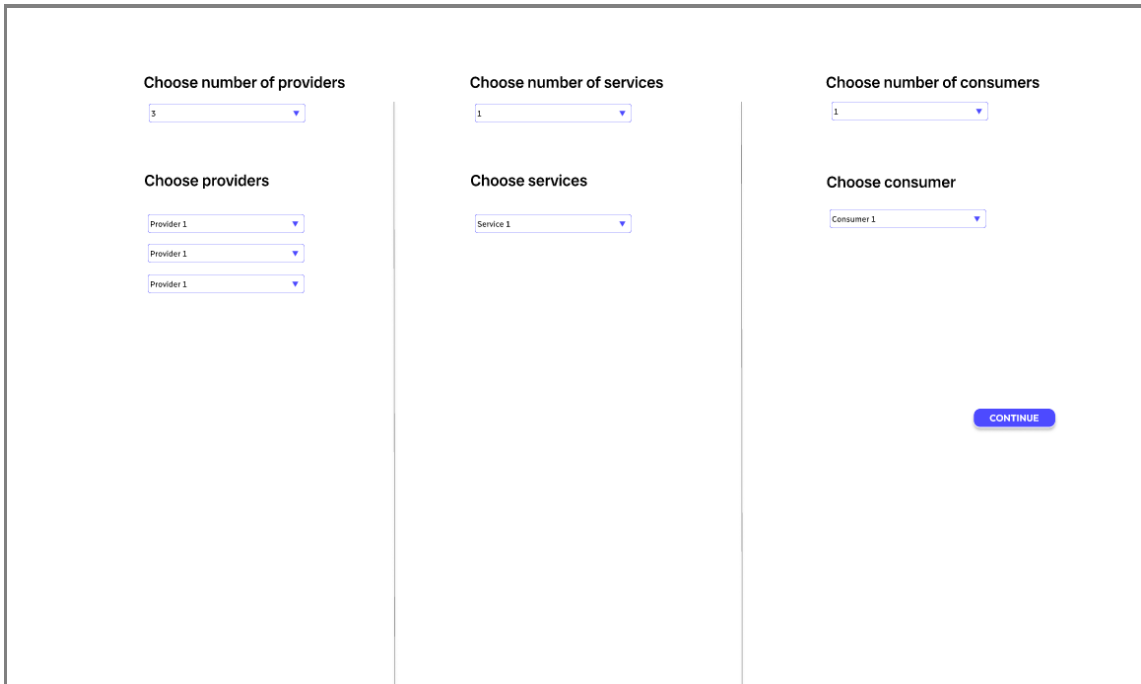 Choose number of providers
3
Choose providers
Provider 1
Provider 1
Provider 1
Choose number of services
1
Choose services
Service 1
Choose number of consumers
1
Choose consumer
Consumer 1
CONTINUE